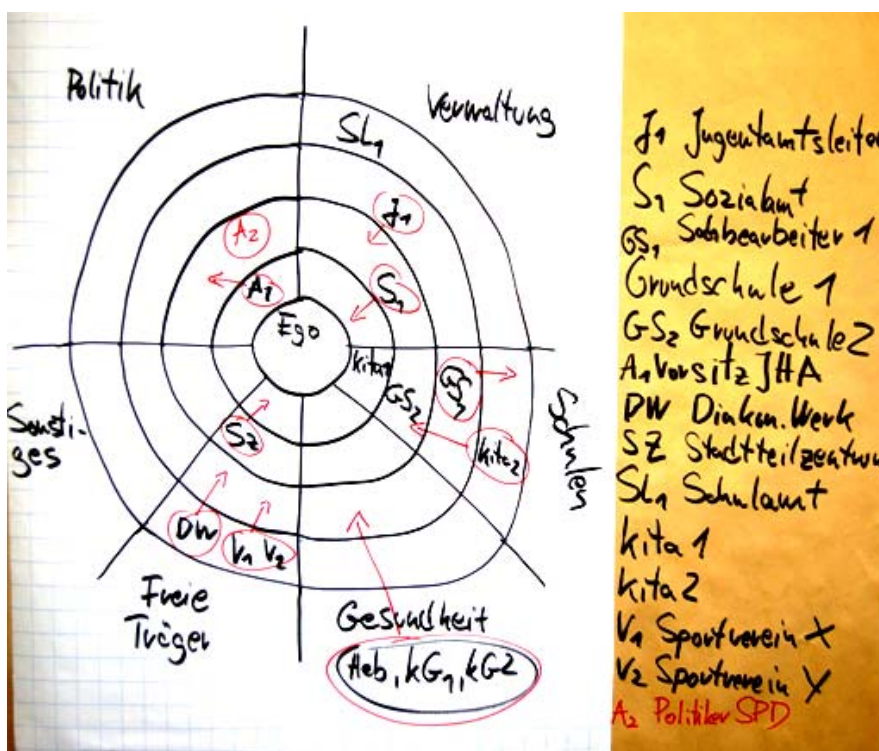 Politik
Verwaltung
SL1
J1
A2
A1
S1
Ego
Kita1
GS2
GS1
Kita2
Schulen
Sonsti-
ges
SZ
DW
V1 V2
Freie
Träger
Gesundheit
Heb, KG1, KG2
J1 Jugendamtsleiter
S1 Sozialamt
GS1 Sachbearbeiter 1
Grundschule 1
GS2 Grundschule 2
A1 Vorsitz JHA
DW Diakon. Werk
SZ Stadtteilzentrum
SL1 Schulamt
Kita 1
Kita 2
V1 Sportverein X
V2 Sportverein Y
A2 Politiker SPD